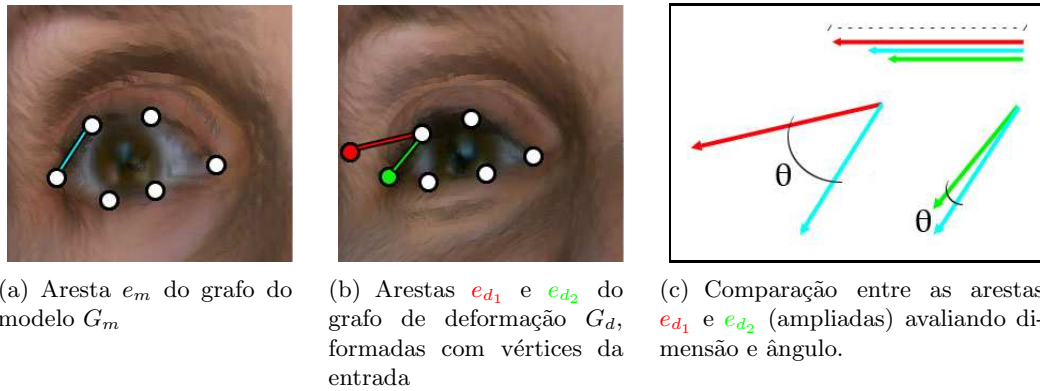 θ
θ
(a) Aresta e_m do grafo do
modelo G_m
(b) Arestas e_{d_1} e e_{d_2} do
grafo de deformação G_d,
formadas com vértices da
entrada
(c) Comparação entre as arestas
e_{d_1} e e_{d_2} (ampliadas) avaliando di-
mensão e ângulo.